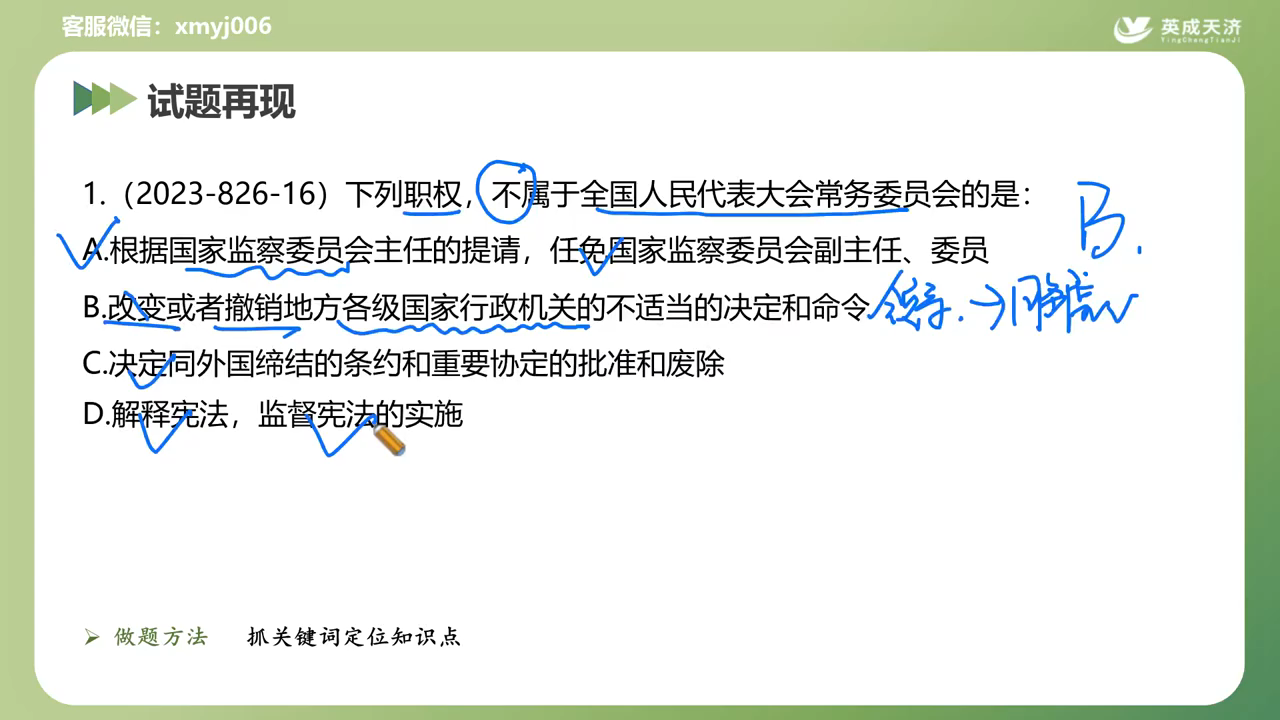 客服微信：xmyj006
英成天济
YingChengTianJi
试题再现
1.（2023-826-16）下列职权，不属于全国人民代表大会常务委员会的是：
B.
A.根据国家监察委员会主任的提请，任免国家监察委员会副主任、委员
B.改变或者撤销地方各级国家行政机关的不适当的决定和命令 领导.→国务院
C.决定同外国缔结的条约和重要协定的批准和废除
D.解释宪法，监督宪法的实施
做题方法 抓关键词定位知识点